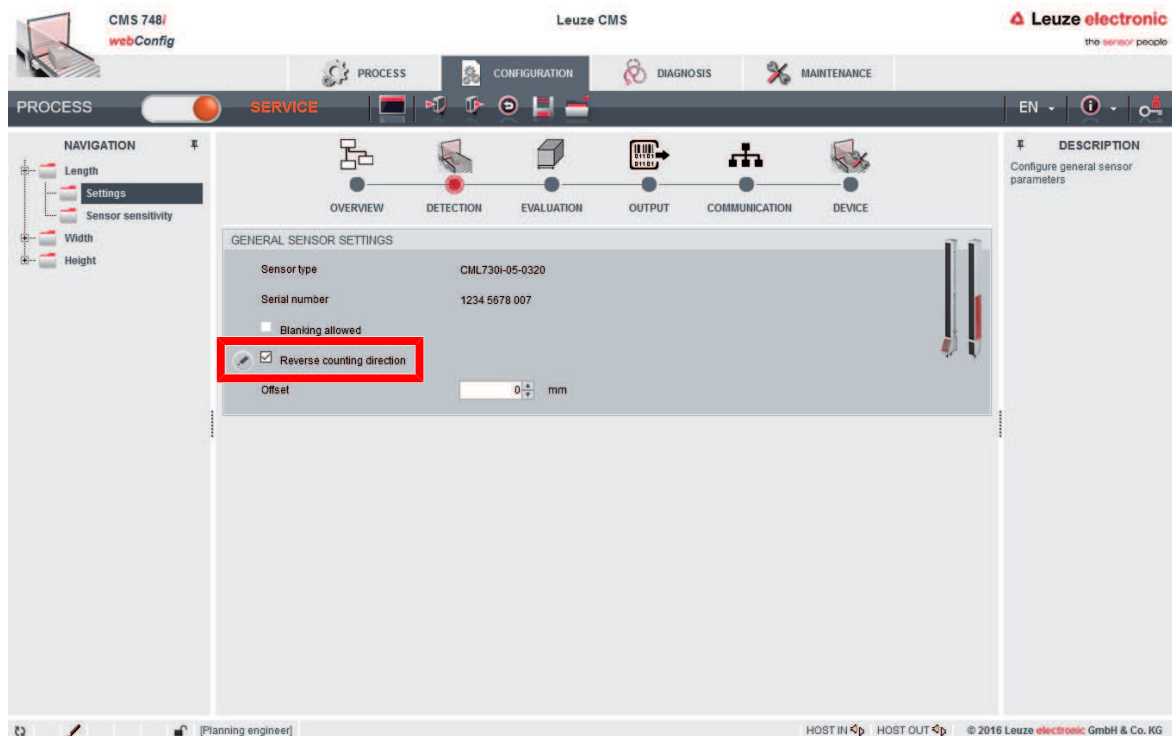 CMS 748i
webConfig
Leuze CMS
Leuze electronic
the sensor people
PROCESS
CONFIGURATION
DIAGNOSIS
MAINTENANCE
PROCESS
SERVICE
EN
NAVIGATION
Length
Settings
Sensor sensitivity
Width
Height
OVERVIEW
DETECTION
EVALUATION
OUTPUT
COMMUNICATION
DEVICE
GENERAL SENSOR SETTINGS
Sensor type CML730i-05-0320
Serial number 1234 5678 007
Blanking allowed
Reverse counting direction
Offset 0 mm
DESCRIPTION
Configure general sensor
parameters
[Planning engineer]
HOST IN
HOST OUT
© 2016 Leuze electronic GmbH & Co. KG